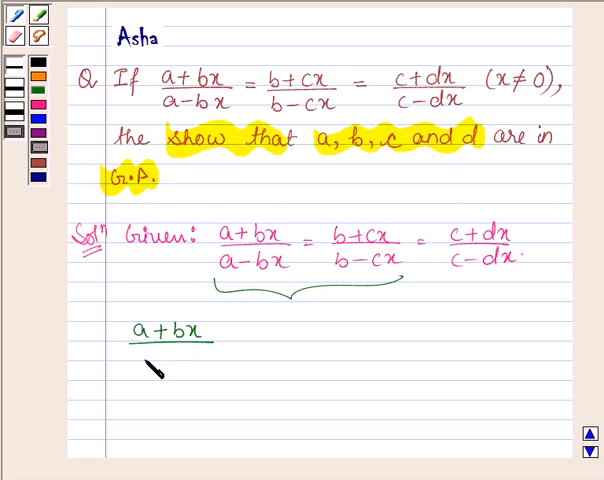 Asha
Q If (a+bx)/(a-bx) = (b+cx)/(b-cx) = (c+dx)/(c-dx) (x≠0),
the show that a, b, c and d are in
G.P.
Solⁿ Given: (a+bx)/(a-bx) = (b+cx)/(b-cx) = (c+dx)/(c-dx).
a+bx